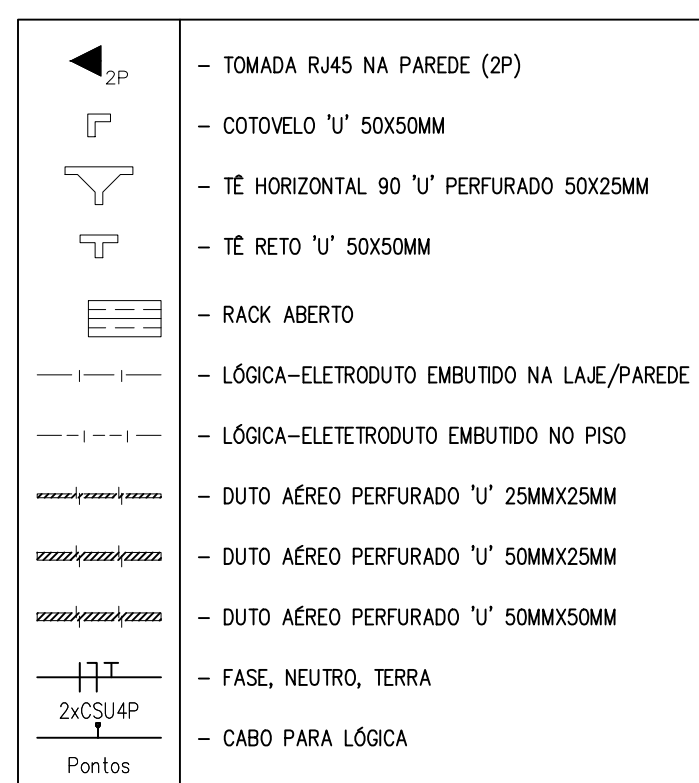 2P
– TOMADA RJ45 NA PAREDE (2P)
– COTOVELO 'U' 50X50MM
– TÊ HORIZONTAL 90 'U' PERFURADO 50X25MM
– TÊ RETO 'U' 50X50MM
– RACK ABERTO
– LÓGICA–ELETRODUTO EMBUTIDO NA LAJE/PAREDE
– LÓGICA–ELETETRODUTO EMBUTIDO NO PISO
– DUTO AÉREO PERFURADO 'U' 25MMX25MM
– DUTO AÉREO PERFURADO 'U' 50MMX25MM
– DUTO AÉREO PERFURADO 'U' 50MMX50MM
– FASE, NEUTRO, TERRA
2xCSU4P
– CABO PARA LÓGICA
Pontos